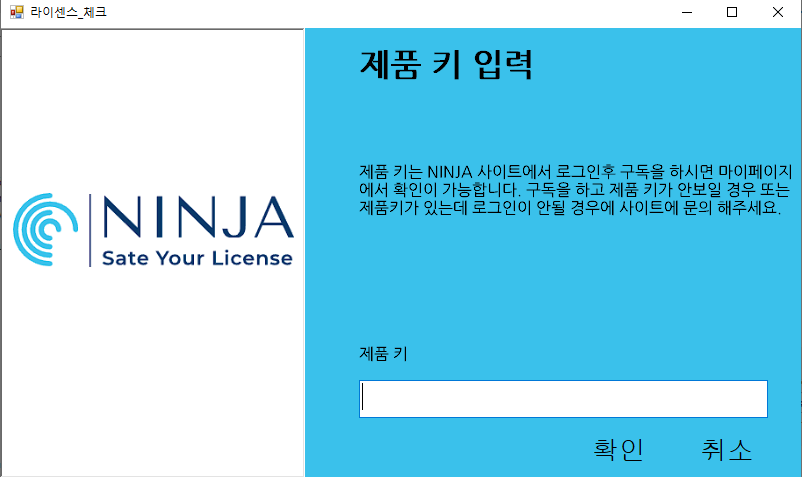 라이센스_체크
제품 키 입력
제품 키는 NINJA 사이트에서 로그인후 구독을 하시면 마이페이지
에서 확인이 가능합니다. 구독을 하고 제품 키가 안보일 경우 또는
제품키가 있는데 로그인이 안될 경우에 사이트에 문의 해주세요.
NINJA
Sate Your License
제품 키
확인 취소